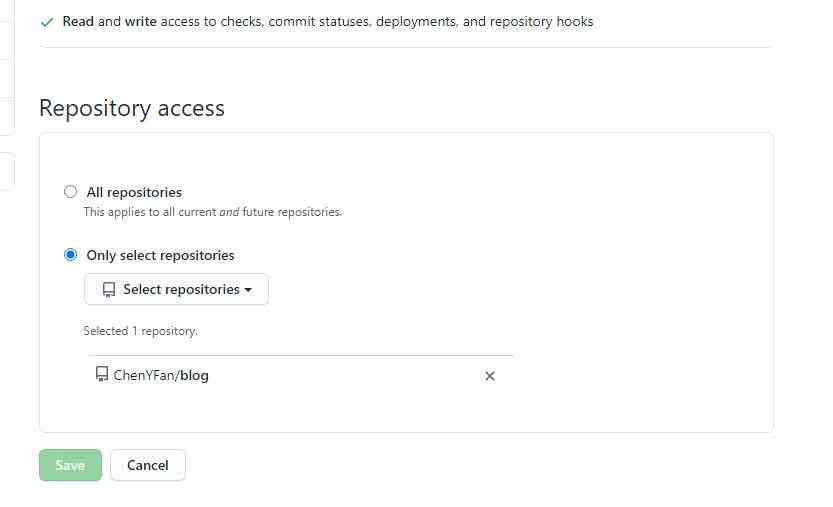 Read and write access to checks, commit statuses, deployments, and repository hooks
Repository access
All repositories
This applies to all current and future repositories.
Only select repositories
Select repositories
Selected 1 repository.
ChenYFan/blog
Save
Cancel